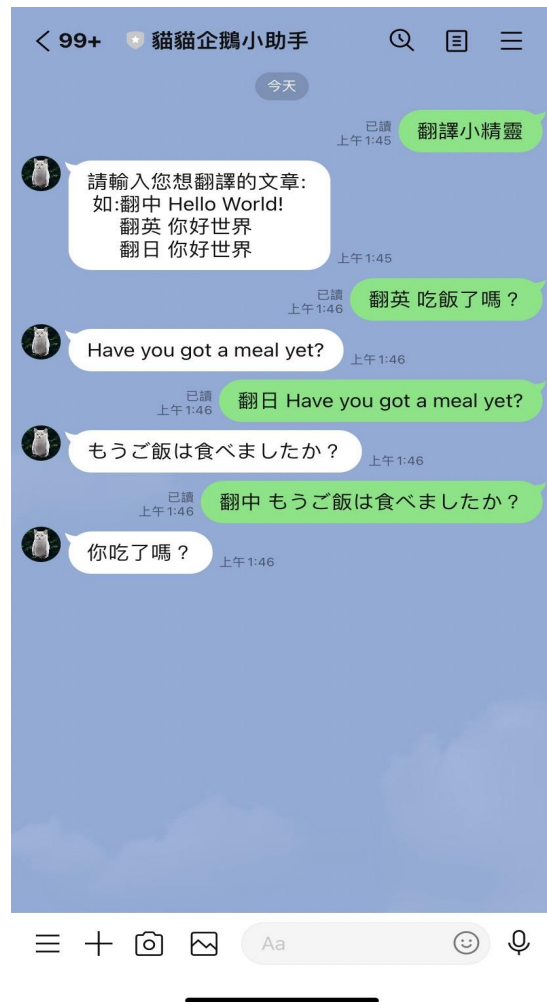 99+ 貓貓企鵝小助手
今天
已讀
上午 1:45
翻譯小精靈
請輸入您想翻譯的文章:
如:翻中 Hello World!
翻英 你好世界
翻日 你好世界
上午 1:45
已讀
上午 1:46
翻英 吃飯了嗎？
Have you got a meal yet?
上午 1:46
已讀
上午 1:46
翻日 Have you got a meal yet?
もうご飯は食べましたか？
上午 1:46
已讀
上午 1:46
翻中 もうご飯は食べましたか？
你吃了嗎？
上午 1:46
Aa